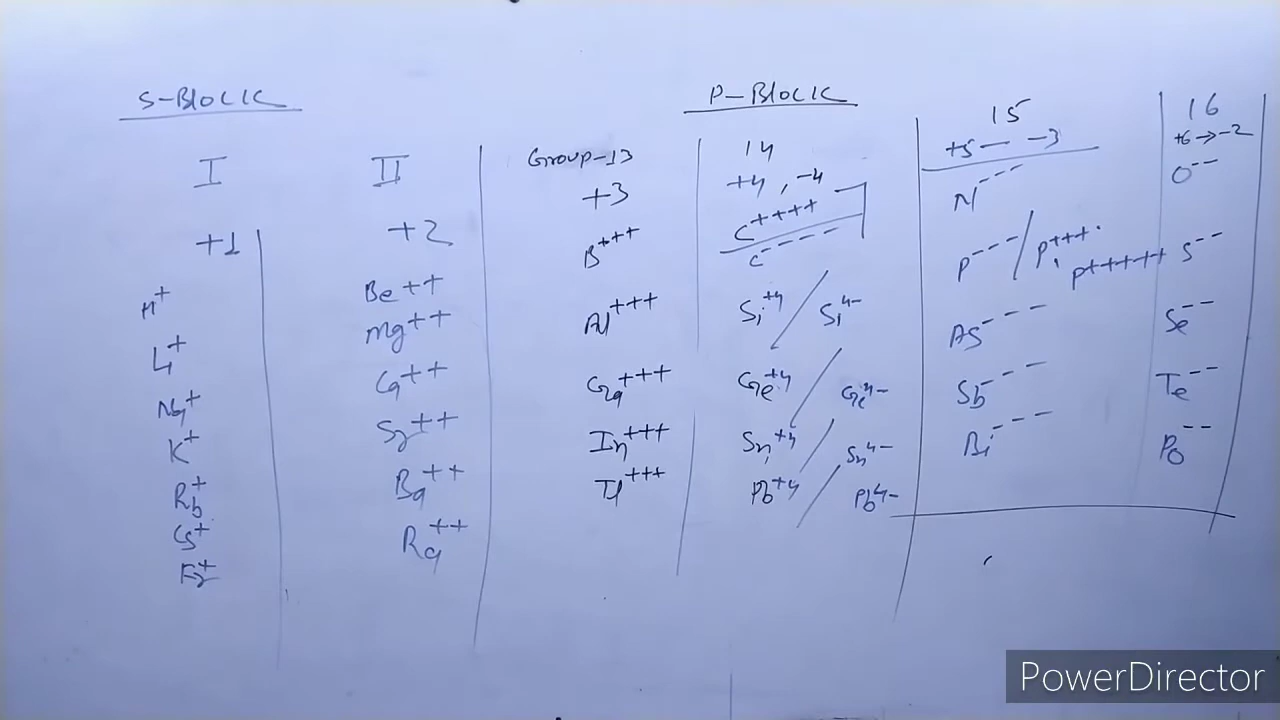 S-BLOCK
I
+1
H+
Li+
Na+
K+
Rb+
Cs+
Fr+
II
+2
Be++
Mg++
Ca++
Sr++
Ba++
Ra++
P-BLOCK
Group-13
+3
B+++
Al+++
Ga+++
In+++
Tl+++
14
+4, -4
C++++
C----
Si+4 / Si4-
Ge+4 / Ge4-
Sn+4 / Sn4-
Pb+4 / Pb4-
15
+5 — -3
N---
P--- / P+++ P+++++
As---
Sb---
Bi---
16
+6→-2
O--
S--
Se--
Te--
Po--
PowerDirector